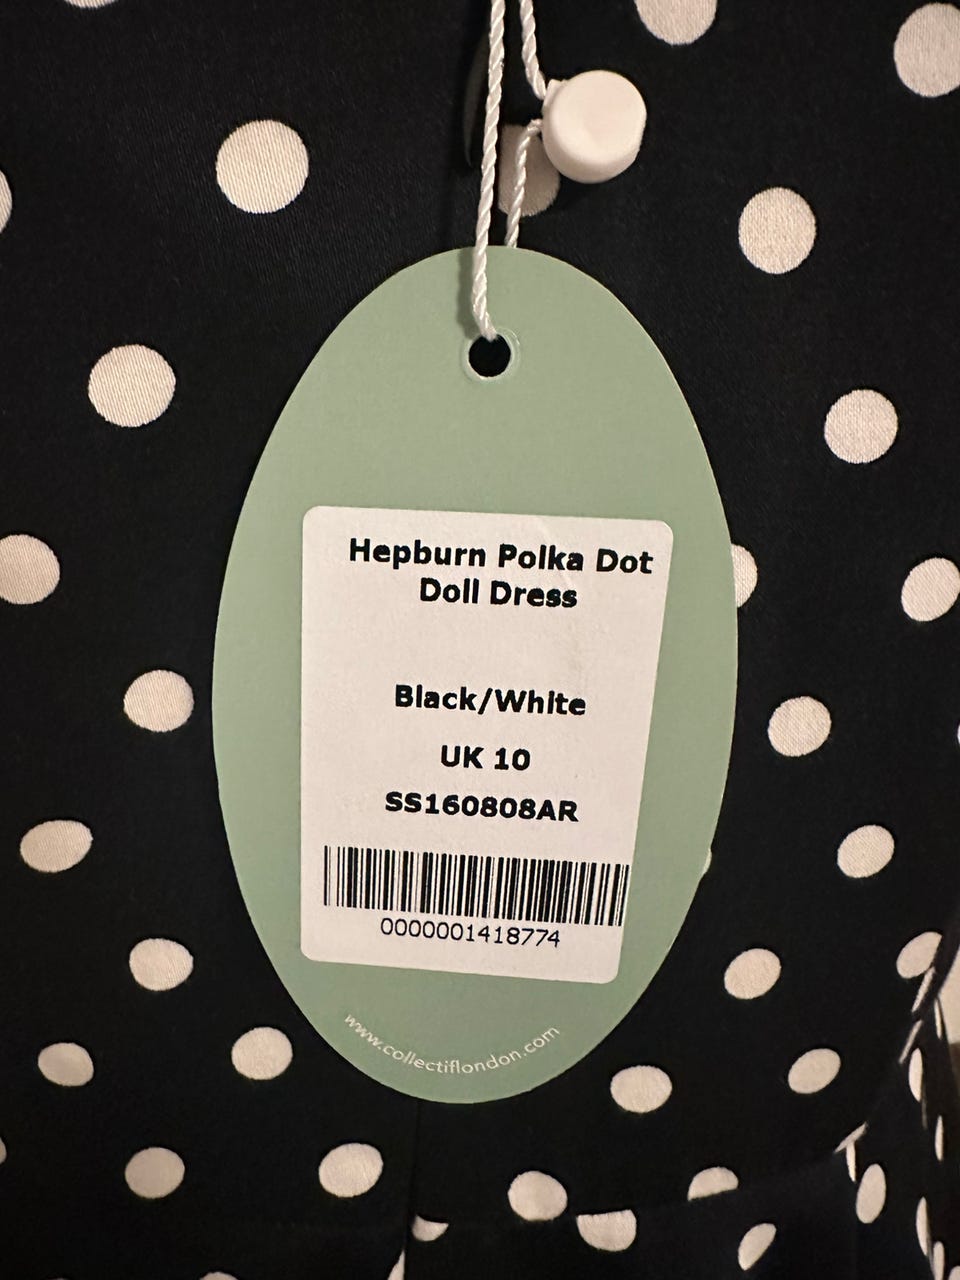 Hepburn Polka Dot
Doll Dress
Black/White
UK 10
SS160808AR
0000001418774
www.collectiflondon.com